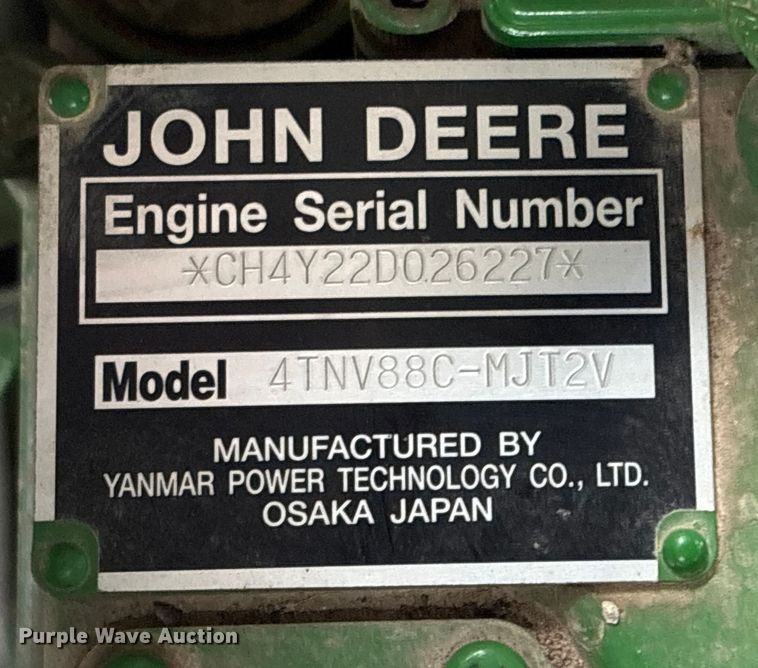 JOHN DEERE
Engine Serial Number
*CH4Y22D026227*
Model 4TNV88C-MJT2V
MANUFACTURED BY
YANMAR POWER TECHNOLOGY CO., LTD.
OSAKA JAPAN
Purple Wave Auction